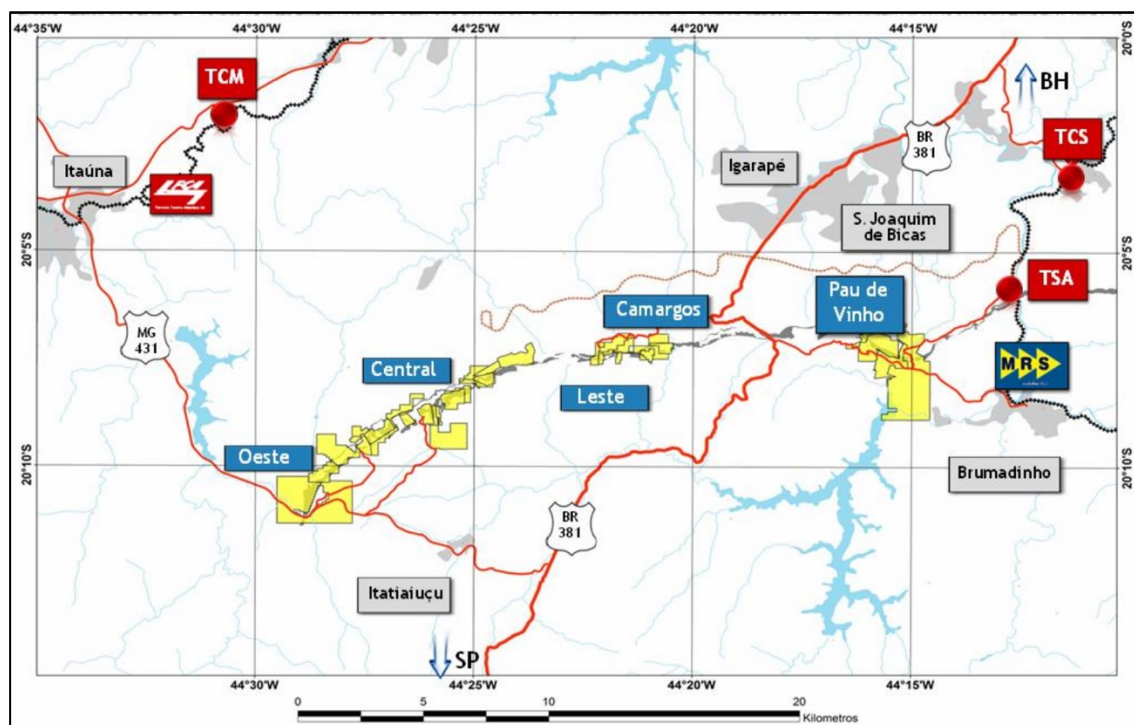 44°35'W 44°30'W 44°25'W 44°20'W 44°15'W 20°0'S
TCM
BH
TCS
BR
381
Itaúna
Igarapé
S. Joaquim
de Bicas
20°5'S 20°5'S
TSA
Camargos
Pau de
Vinho
MG
431
MRS
Central
Leste
Oeste
20°10'S 20°10'S
Brumadinho
BR
381
Itatiaiuçu
SP
44°30'W 44°25'W 44°20'W 44°15'W
0 5 10 20
Kilometros